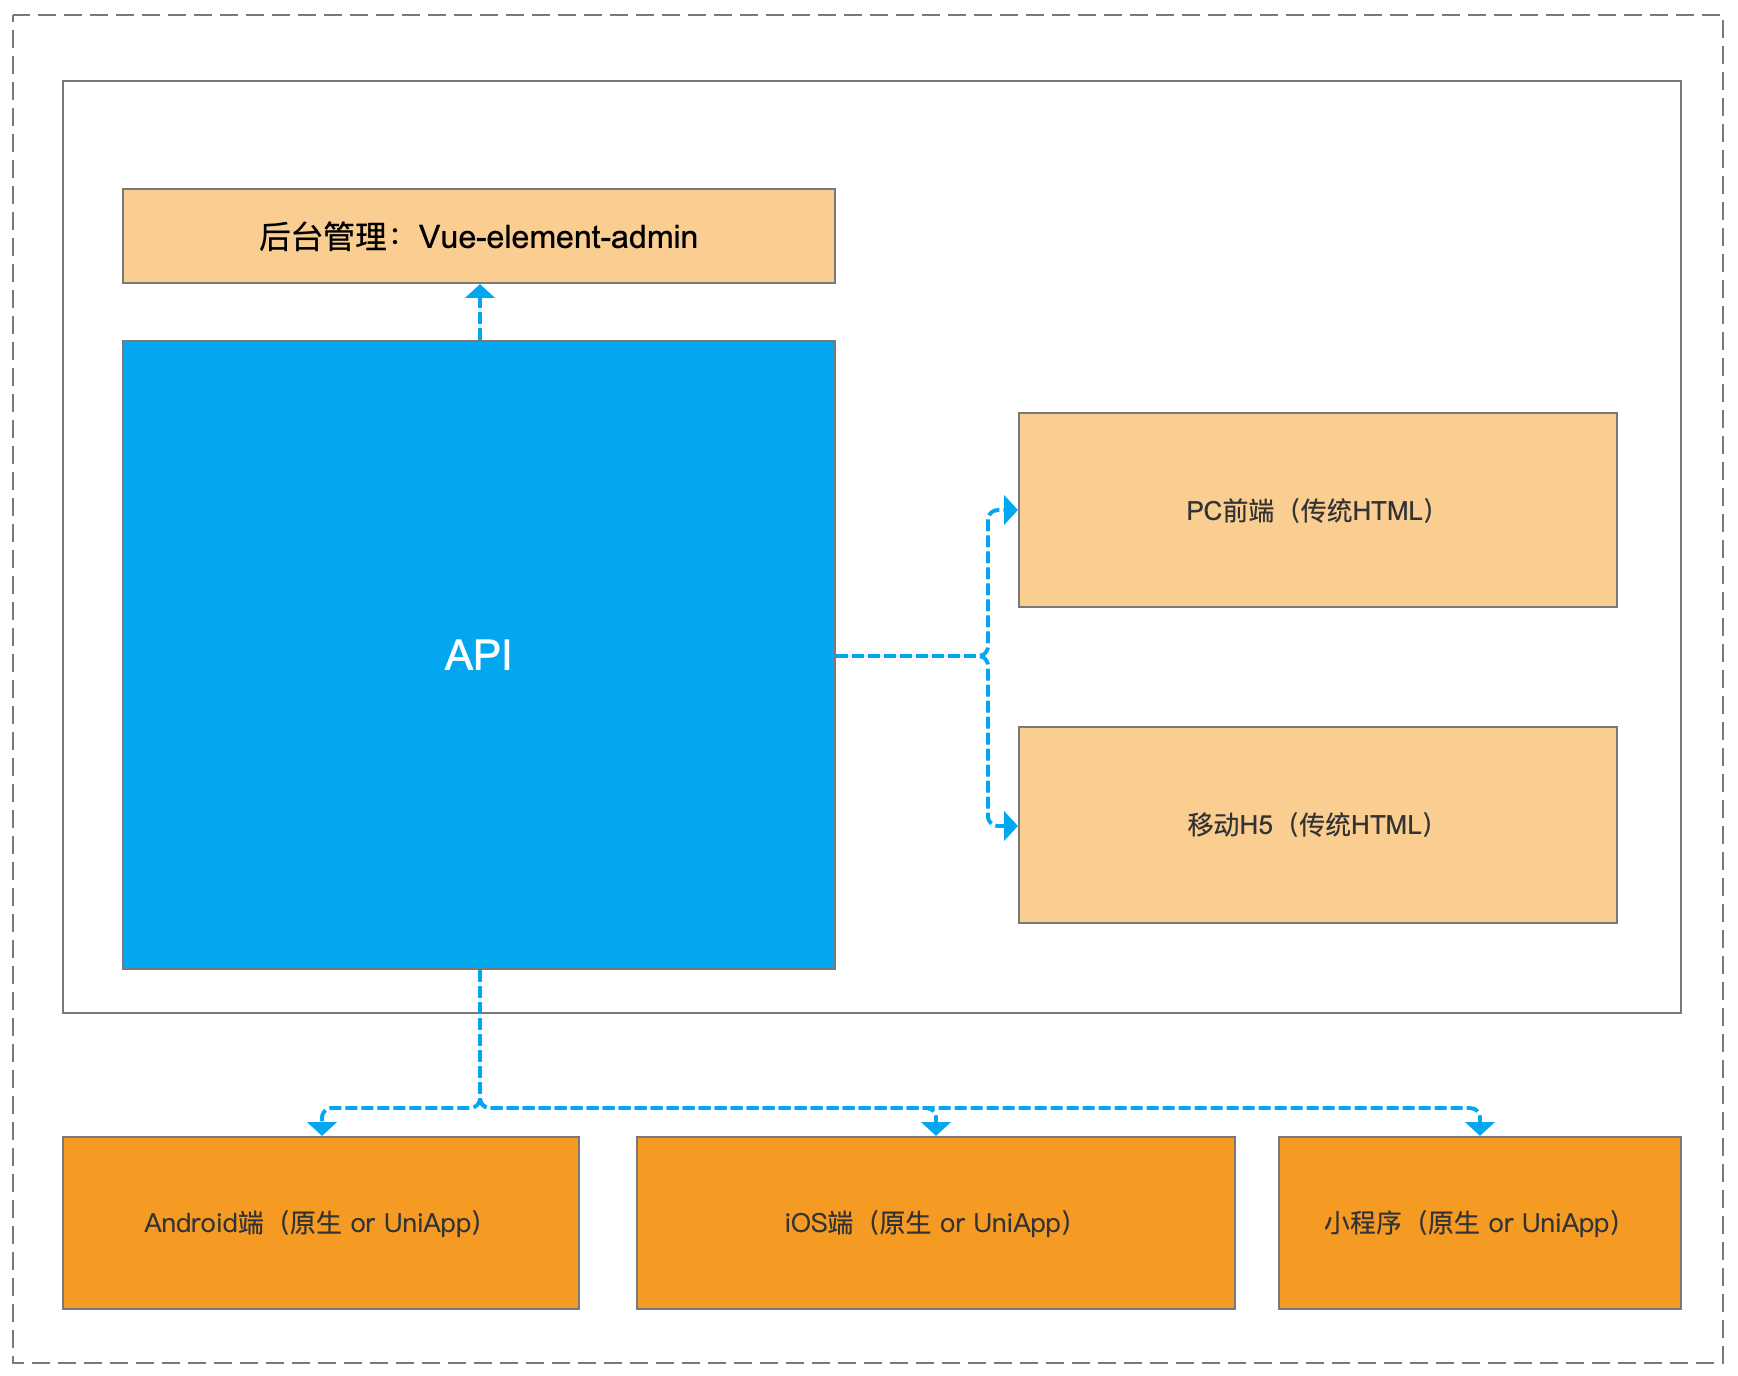 后台管理：Vue-element-admin
API
PC前端（传统HTML）
移动H5（传统HTML）
Android端（原生 or UniApp）
iOS端（原生 or UniApp）
小程序（原生 or UniApp）